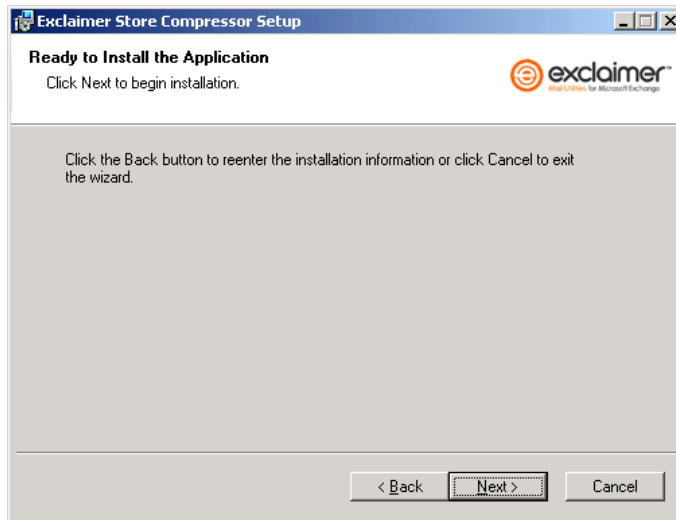 Exclaimer Store Compressor Setup
Ready to Install the Application
Click Next to begin installation.
exclaimer™
Mail Utilities for Microsoft Exchange
Click the Back button to reenter the installation information or click Cancel to exit
the wizard.
< Back
Next >
Cancel